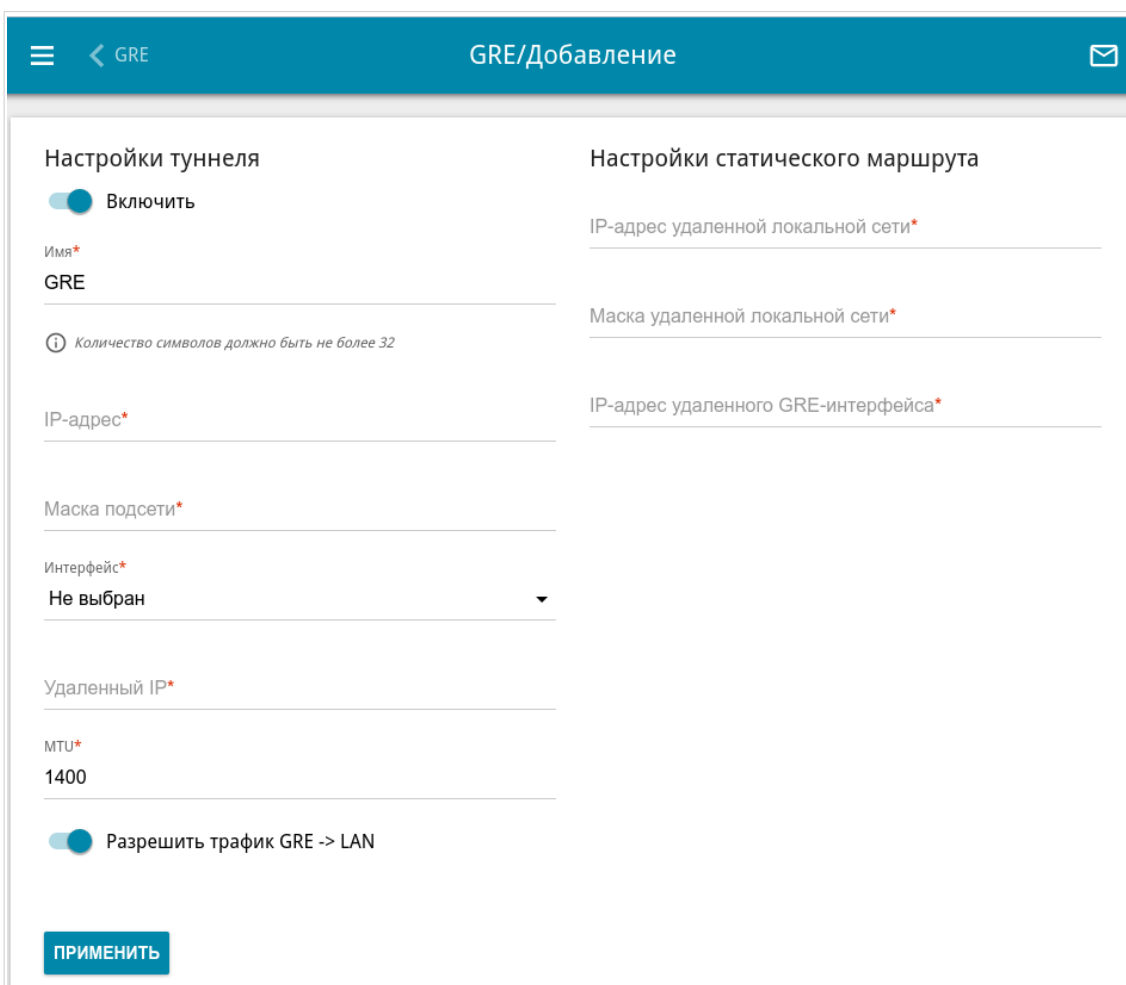 GRE
GRE/Добавление
Настройки туннеля
Включить
Имя*
GRE
Количество символов должно быть не более 32
IP-адрес*
Маска подсети*
Интерфейс*
Не выбран
Удаленный IP*
MTU*
1400
Разрешить трафик GRE -> LAN
ПРИМЕНИТЬ
Настройки статического маршрута
IP-адрес удаленной локальной сети*
Маска удаленной локальной сети*
IP-адрес удаленного GRE-интерфейса*